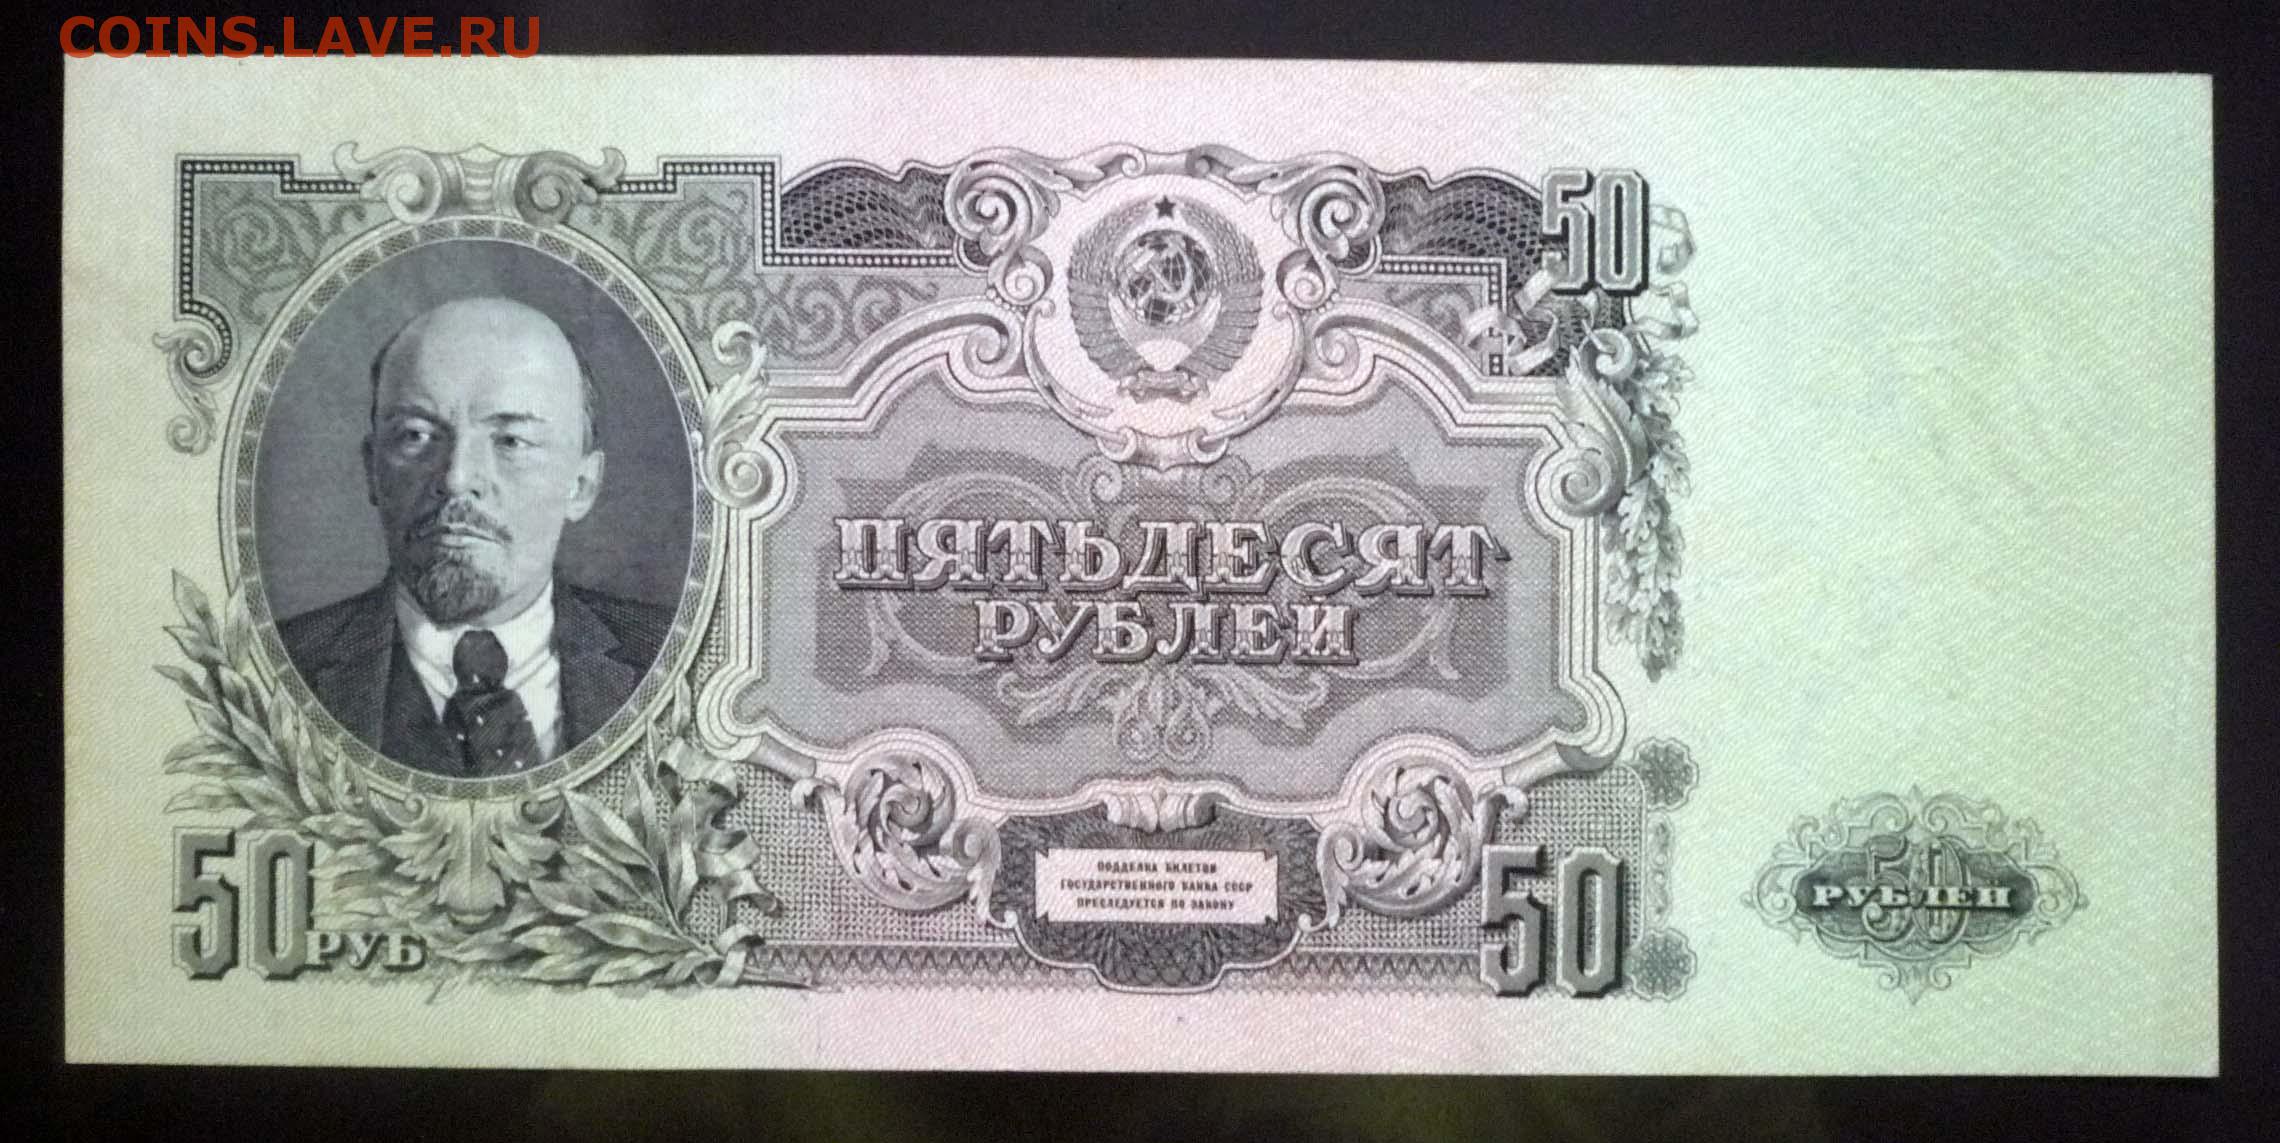 COINS.LAVE.RU
50
ПЯТЬДЕСЯТ
РУБЛЕЙ
ПОДДЕЛКА БИЛЕТОВ
ГОСУДАРСТВЕННОГО БАНКА СССР
ПРЕСЛЕДУЕТСЯ ПО ЗАКОНУ
50 РУБ
50
50
РУБЛЕЙ